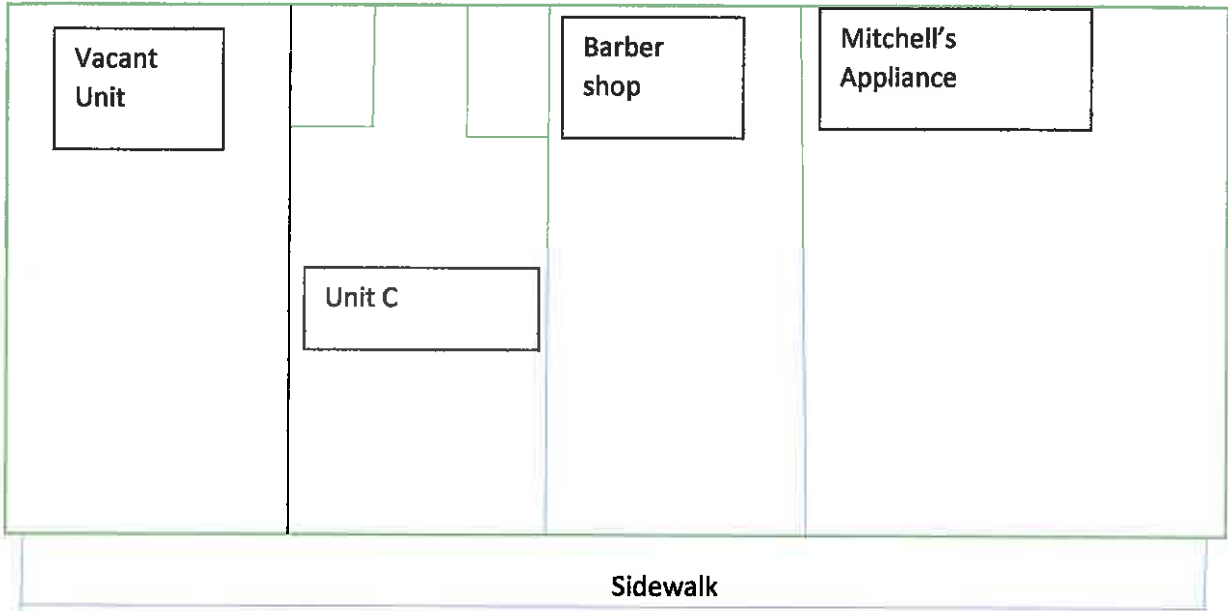 Vacant
Unit
Barber
shop
Mitchell's
Appliance
Unit C
Sidewalk